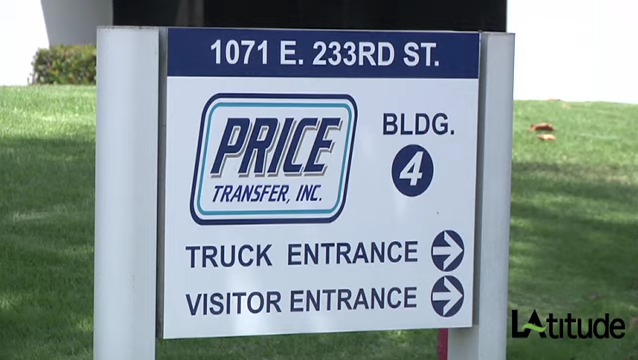 1071 E. 233RD ST.
PRICE
TRANSFER, INC.
BLDG.
4
TRUCK ENTRANCE
VISITOR ENTRANCE
LAtitude